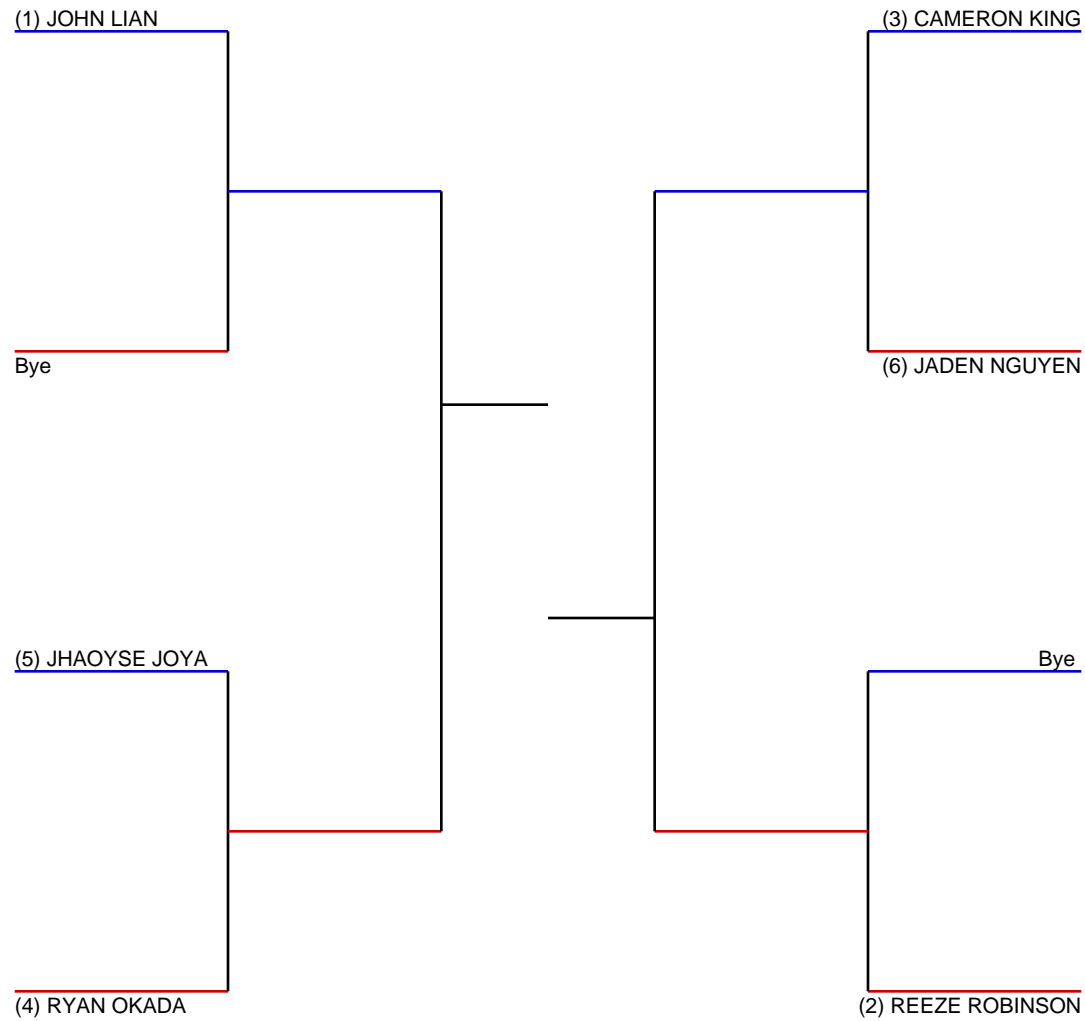 (1) JOHN LIAN
(3) CAMERON KING
Bye
(6) JADEN NGUYEN
(5) JHAOYSE JOYA
Bye
(4) RYAN OKADA
(2) REEZE ROBINSON